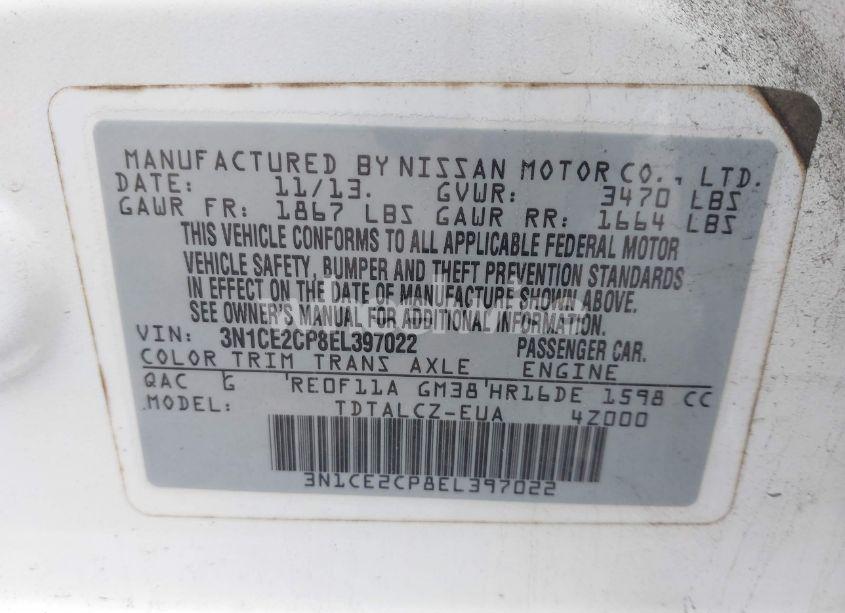 MANUFACTURED BY NISSAN MOTOR CO., LTD.
DATE: 11/13. GVWR: 3470 LBS
GAWR FR: 1867 LBS GAWR RR: 1664 LBS
THIS VEHICLE CONFORMS TO ALL APPLICABLE FEDERAL MOTOR
VEHICLE SAFETY, BUMPER AND THEFT PREVENTION STANDARDS
IN EFFECT ON THE DATE OF MANUFACTURE SHOWN ABOVE.
SEE OWNER'S MANUAL FOR ADDITIONAL INFORMATION.
VIN: 3N1CE2CP8EL397022 PASSENGER CAR.
COLOR TRIM TRANS AXLE ENGINE
QAC G RE0F11A GM38 HR16DE 1598 CC
MODEL: TDTALCZ-EUA 4Z000
3N1CE2CP8EL397022